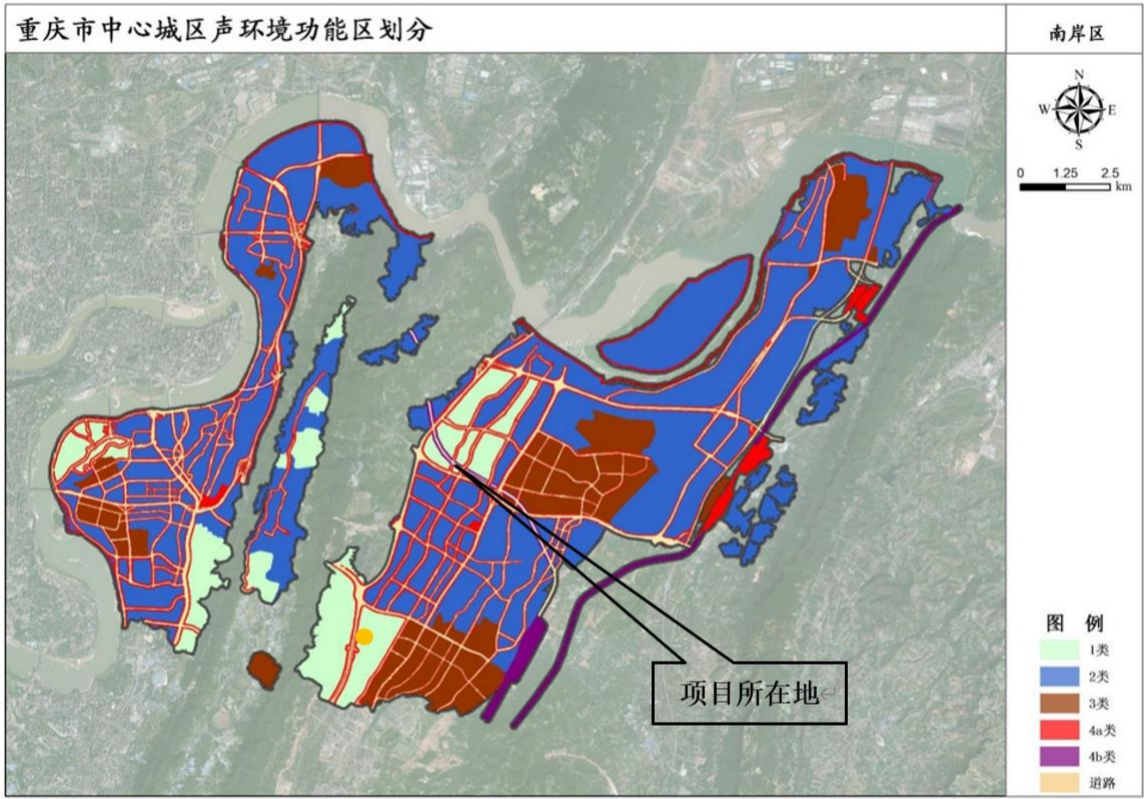 重庆市中心城区声环境功能区划分
南岸区
N
W E
S
0 1.25 2.5
km
项目所在地
图 例
1类
2类
3类
4a类
4b类
道路